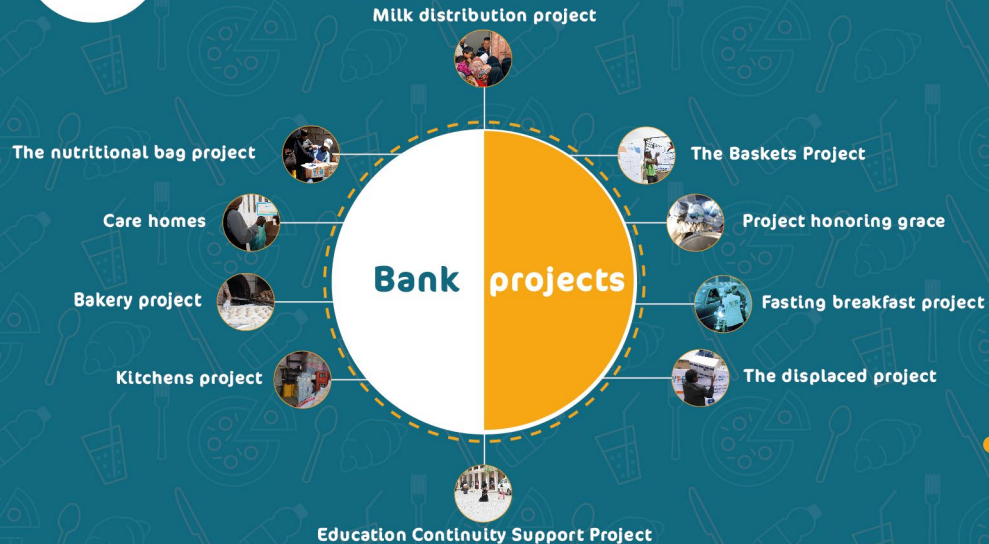 Milk distribution project
The nutritional bag project
The Baskets Project
Care homes
Project honoring grace
Bank projects
Bakery project
Fasting breakfast project
Kitchens project
The displaced project
Education Continuity Support Project